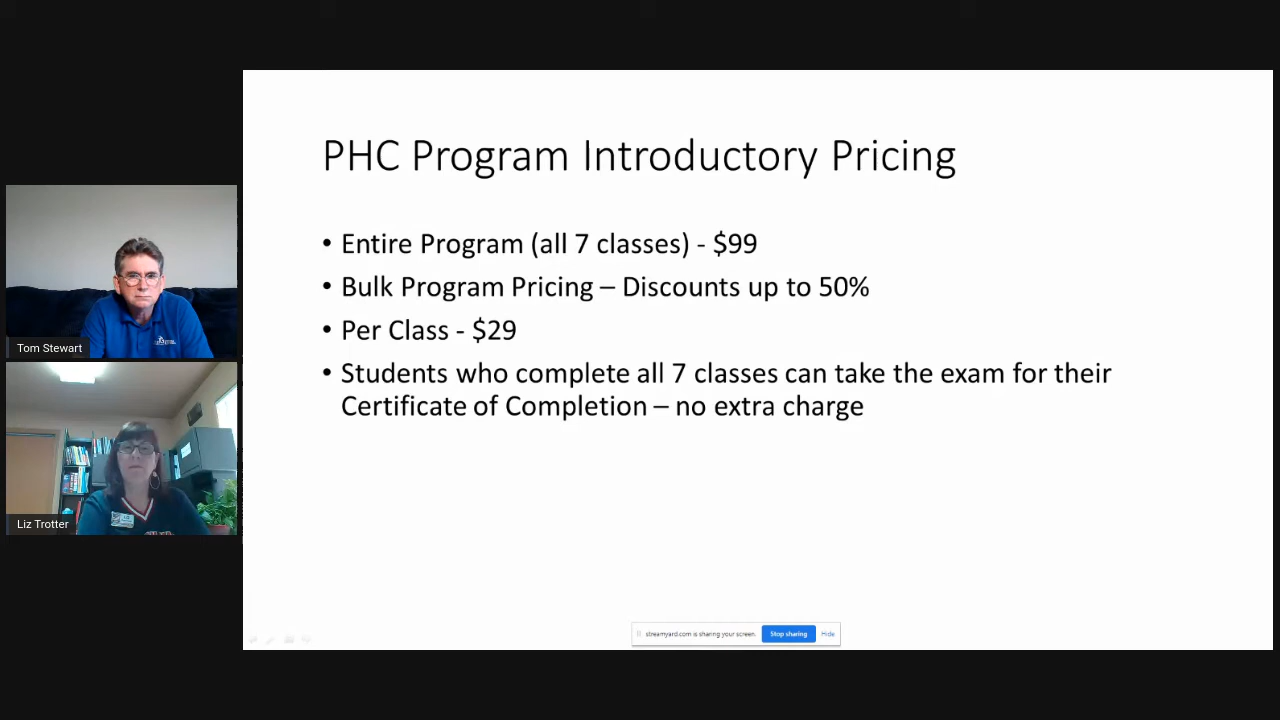 PHC Program Introductory Pricing
• Entire Program (all 7 classes) - $99
• Bulk Program Pricing – Discounts up to 50%
• Per Class - $29
• Students who complete all 7 classes can take the exam for their
Certificate of Completion – no extra charge
Tom Stewart
Liz Trotter
streamyard.com is sharing your screen. Stop sharing Hide